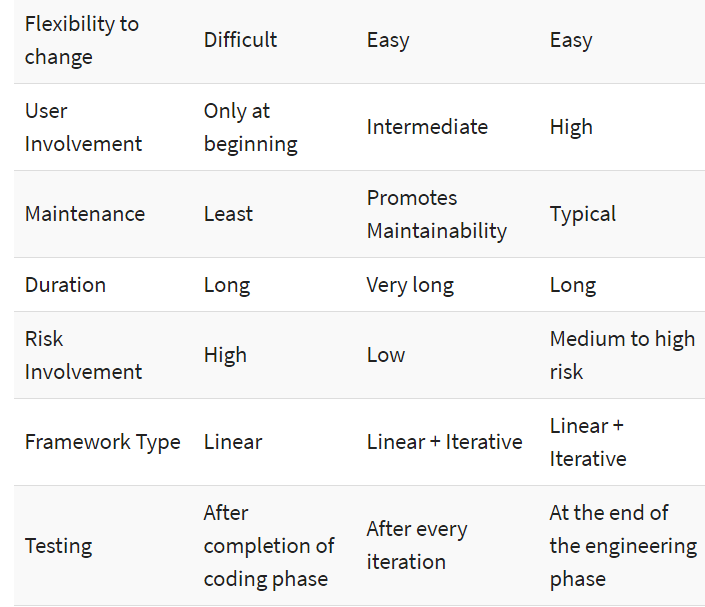 Flexibility to
change
Difficult
Easy
Easy
User
Involvement
Only at
beginning
Intermediate
High
Maintenance
Least
Promotes
Maintainability
Typical
Duration
Long
Very long
Long
Risk
Involvement
High
Low
Medium to high
risk
Framework Type
Linear
Linear + Iterative
Linear +
Iterative
Testing
After
completion of
coding phase
After every
iteration
At the end of
the engineering
phase